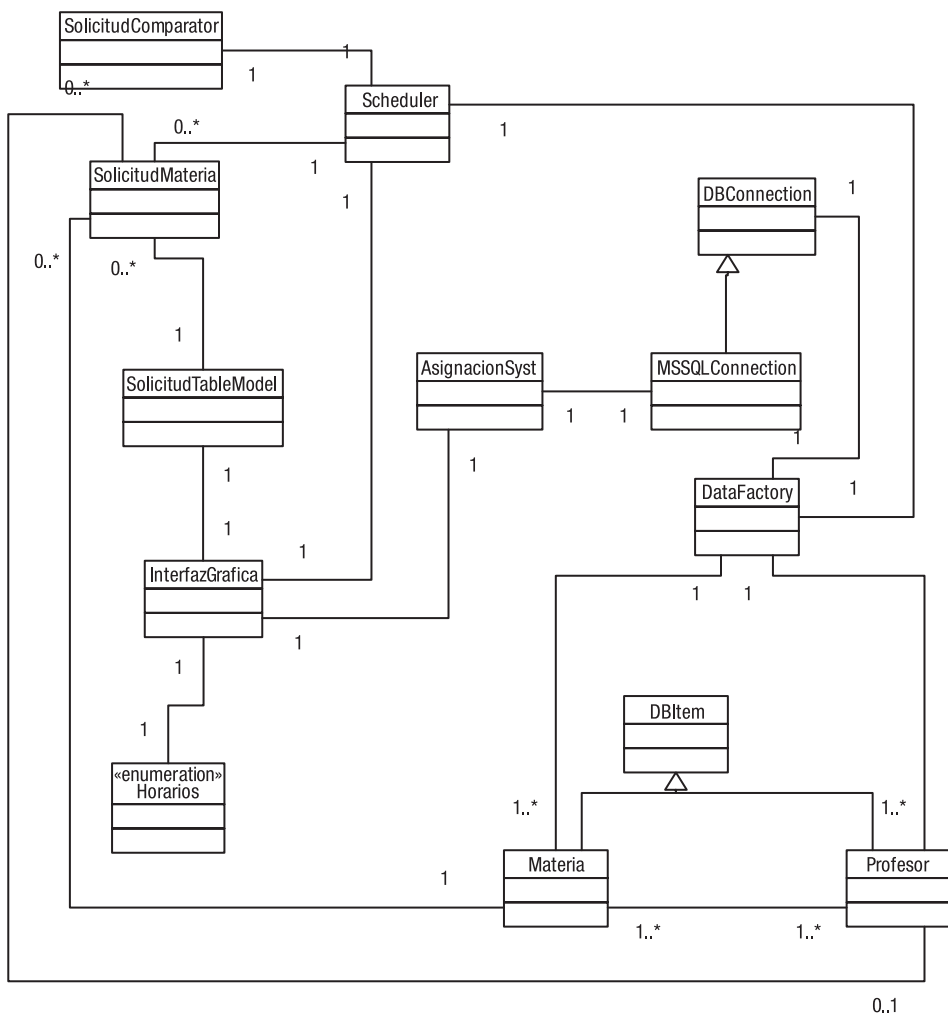 SolicitudComparator
1
1
0..*
Scheduler
0..*
1
1
1
SolicitudMateria
DBConnection
1
0..*
0..*
1
AsignacionSyst
MSSQLConnection
SolicitudTableModel
1
1
1
1
1
DataFactory
1
1
1
InterfazGrafica
1
1
1
1
1
DBItem
1
«enumeration»
Horarios
1..*
1..*
Materia
Profesor
1
1..*
1..*
0..1